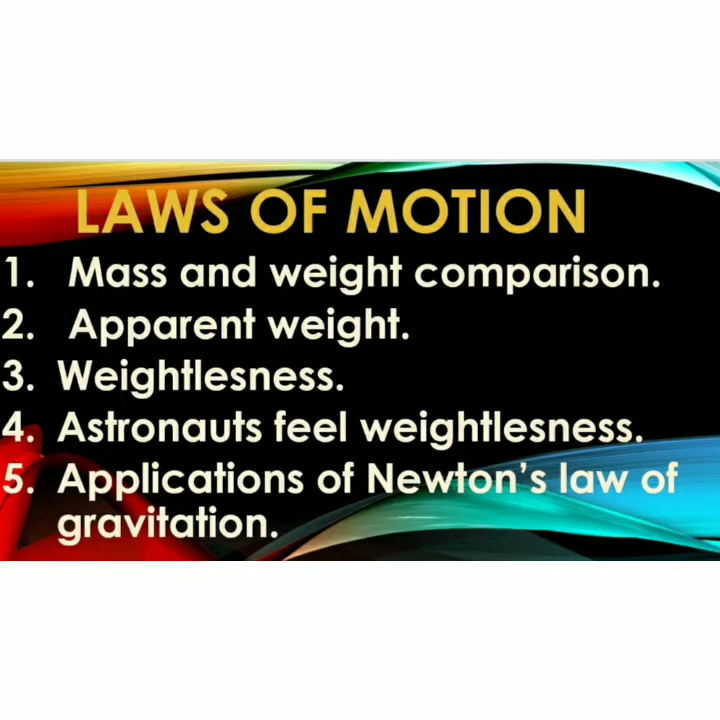 LAWS OF MOTION
1. Mass and weight comparison.
2. Apparent weight.
3. Weightlesness.
4. Astronauts feel weightlesness.
5. Applications of Newton’s law of
gravitation.